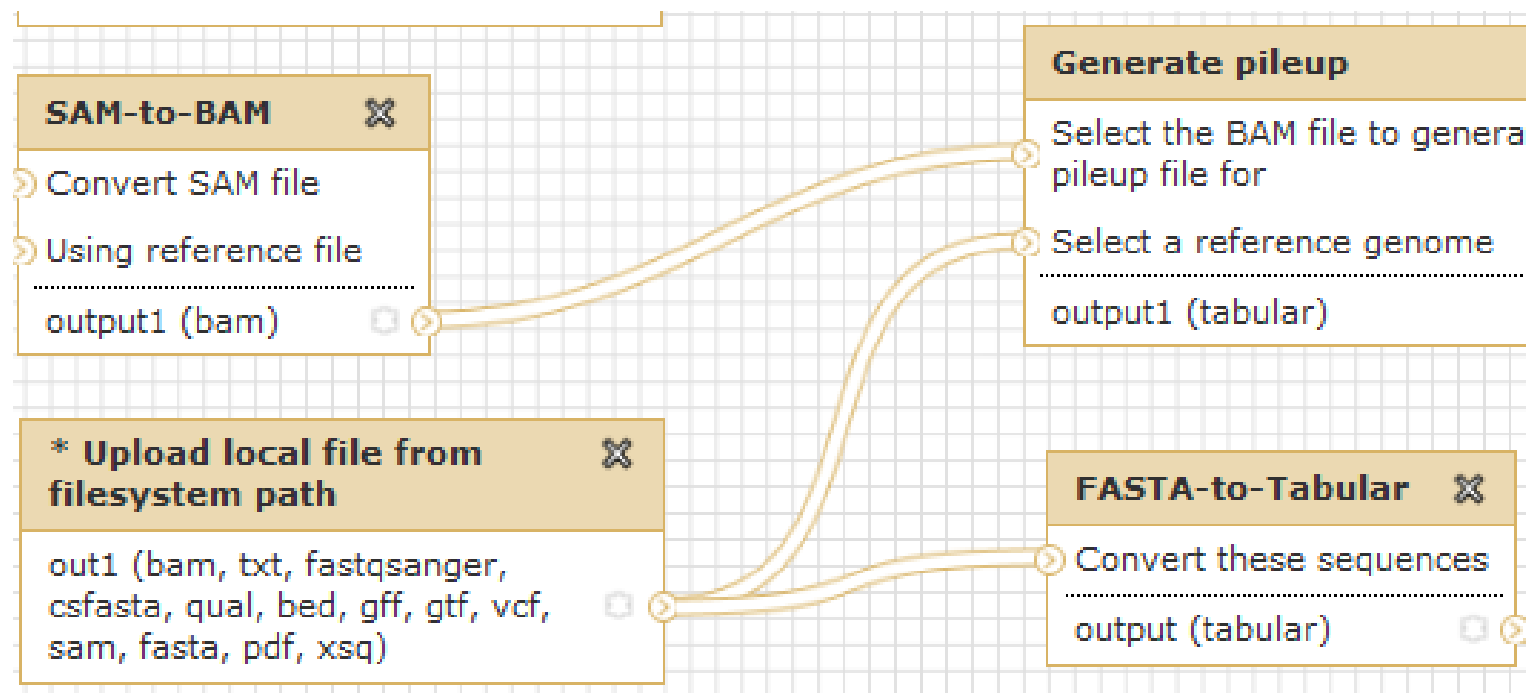 SAM-to-BAM
Convert SAM file
Using reference file
output1 (bam)
* Upload local file from
filesystem path
out1 (bam, txt, fastqsanger,
csfasta, qual, bed, gff, gtf, vcf,
sam, fasta, pdf, xsq)
Generate pileup
Select the BAM file to genera
pileup file for
Select a reference genome
output1 (tabular)
FASTA-to-Tabular
Convert these sequences
output (tabular)